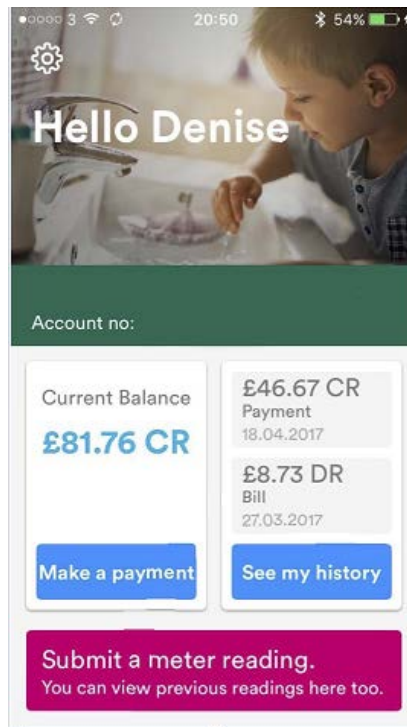 3 20:50 54%
Hello Denise
Account no:
Current Balance
£81.76 CR
Make a payment
£46.67 CR
Payment
18.04.2017
£8.73 DR
Bill
27.03.2017
See my history
Submit a meter reading.
You can view previous readings here too.